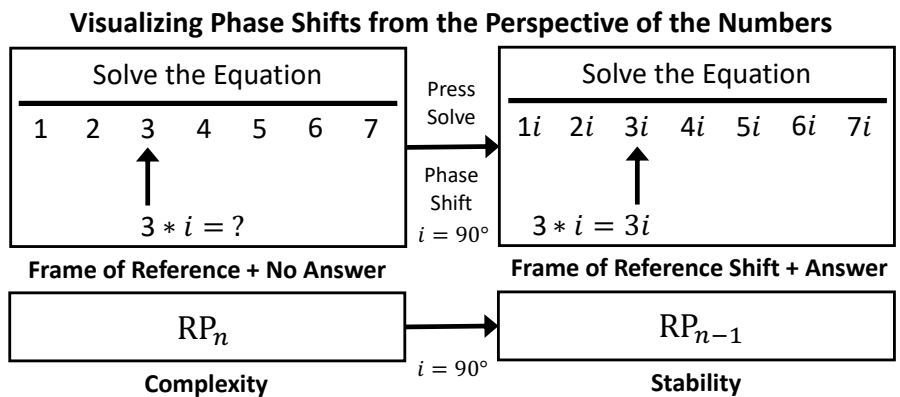 Visualizing Phase Shifts from the Perspective of the Numbers
Solve the Equation
1 2 3 4 5 6 7
3 * i = ?
Frame of Reference + No Answer
Press
Solve
Phase
Shift
i = 90°
Solve the Equation
1i 2i 3i 4i 5i 6i 7i
3 * i = 3i
Frame of Reference Shift + Answer
RPₙ
Complexity
i = 90°
RPₙ₋₁
Stability